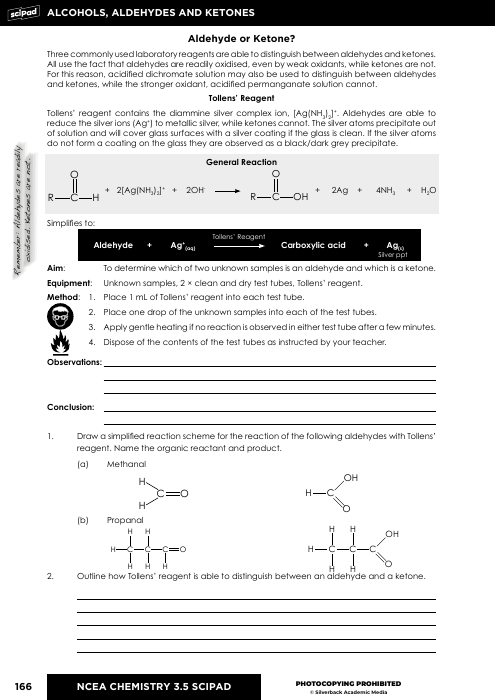 scipad ALCOHOLS, ALDEHYDES AND KETONES
Aldehyde or Ketone?
Three commonly used laboratory reagents are able to distinguish between aldehydes and ketones.
All use the fact that aldehydes are readily oxidised, even by weak oxidants, while ketones are not.
For this reason, acidified dichromate solution may also be used to distinguish between aldehydes
and ketones, while the stronger oxidant, acidified permanganate solution cannot.
Tollens' Reagent
Tollens' reagent contains the diammine silver complex ion, [Ag(NH₃)₂]⁺. Aldehydes are able to
reduce the silver ions (Ag⁺) to metallic silver, while ketones cannot. The silver atoms precipitate out
of solution and will cover glass surfaces with a silver coating if the glass is clean. If the silver atoms
do not form a coating on the glass they are observed as a black/dark grey precipitate.
Remember: Aldehydes are readily
oxidised. Ketones are not.
General Reaction
O
R C H + 2[Ag(NH₃)₂]⁺ + 2OH⁻
O
R C OH + 2Ag + 4NH₃ + H₂O
Simplifies to:
Tollens' Reagent
Aldehyde + Ag⁺(aq) Carboxylic acid + Ag(s)
Silver ppt
Aim: To determine which of two unknown samples is an aldehyde and which is a ketone.
Equipment: Unknown samples, 2 × clean and dry test tubes, Tollens' reagent.
Method: 1. Place 1 mL of Tollens' reagent into each test tube.
2. Place one drop of the unknown samples into each of the test tubes.
3. Apply gentle heating if no reaction is observed in either test tube after a few minutes.
4. Dispose of the contents of the test tubes as instructed by your teacher.
Observations:
Conclusion:
1. Draw a simplified reaction scheme for the reaction of the following aldehydes with Tollens'
reagent. Name the organic reactant and product.
(a) Methanal
H OH
C=O H C
H O
(b) Propanal
H H H H OH
H C C C=O H C C C
H H H H H O
2. Outline how Tollens' reagent is able to distinguish between an aldehyde and a ketone.
166 NCEA CHEMISTRY 3.5 SCIPAD
PHOTOCOPYING PROHIBITED
© Silverback Academic Media